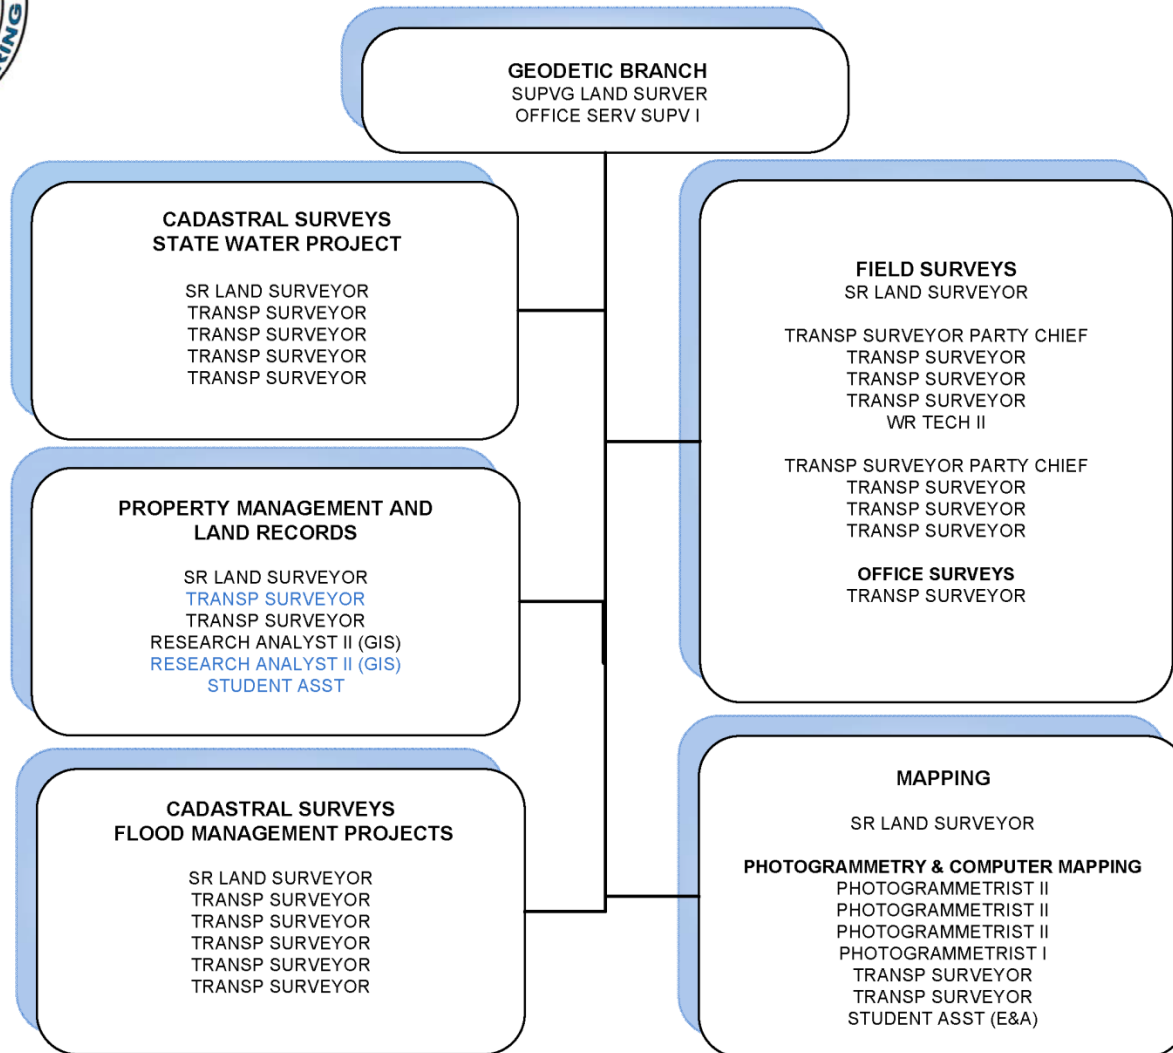 RING
GEODETIC BRANCH
SUPVG LAND SURVER
OFFICE SERV SUPV I
CADASTRAL SURVEYS
STATE WATER PROJECT
SR LAND SURVEYOR
TRANSP SURVEYOR
TRANSP SURVEYOR
TRANSP SURVEYOR
TRANSP SURVEYOR
PROPERTY MANAGEMENT AND
LAND RECORDS
SR LAND SURVEYOR
TRANSP SURVEYOR
TRANSP SURVEYOR
RESEARCH ANALYST II (GIS)
RESEARCH ANALYST II (GIS)
STUDENT ASST
CADASTRAL SURVEYS
FLOOD MANAGEMENT PROJECTS
SR LAND SURVEYOR
TRANSP SURVEYOR
TRANSP SURVEYOR
TRANSP SURVEYOR
TRANSP SURVEYOR
TRANSP SURVEYOR
FIELD SURVEYS
SR LAND SURVEYOR
TRANSP SURVEYOR PARTY CHIEF
TRANSP SURVEYOR
TRANSP SURVEYOR
TRANSP SURVEYOR
WR TECH II
TRANSP SURVEYOR PARTY CHIEF
TRANSP SURVEYOR
TRANSP SURVEYOR
TRANSP SURVEYOR
OFFICE SURVEYS
TRANSP SURVEYOR
MAPPING
SR LAND SURVEYOR
PHOTOGRAMMETRY & COMPUTER MAPPING
PHOTOGRAMMETRIST II
PHOTOGRAMMETRIST II
PHOTOGRAMMETRIST II
PHOTOGRAMMETRIST I
TRANSP SURVEYOR
TRANSP SURVEYOR
STUDENT ASST (E&A)